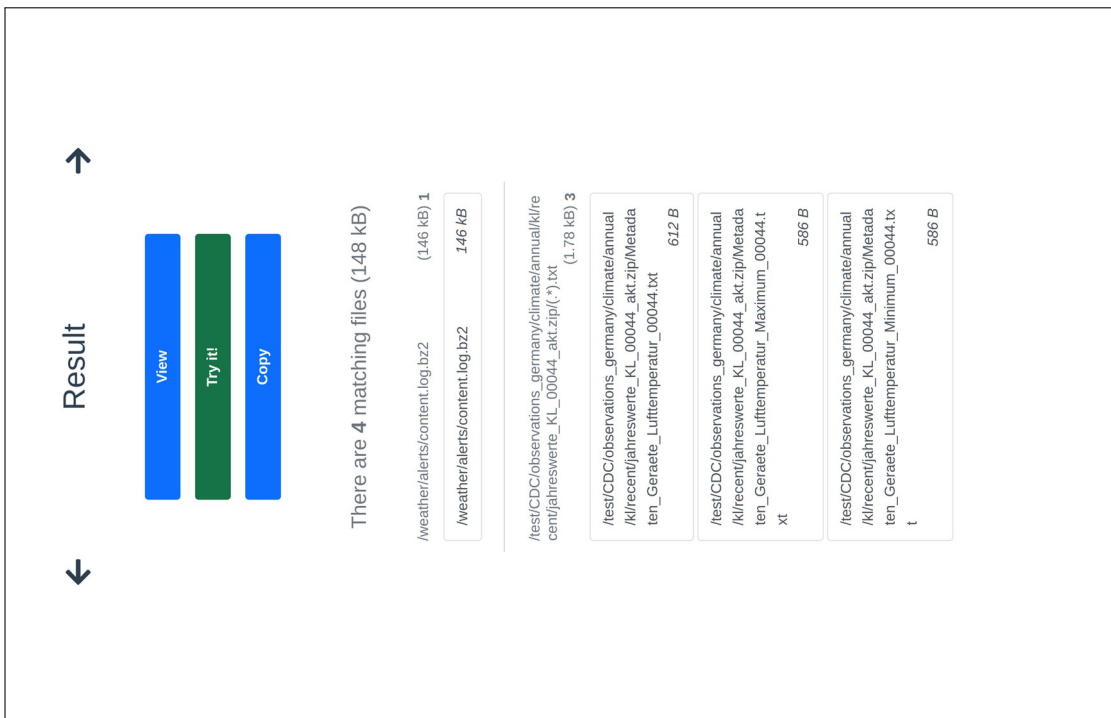 Result
View
Try it!
Copy
There are 4 matching files (148 kB)
/weather/alerts/content.log.bz2 (146 kB) 1
/weather/alerts/content.log.bz2 146 kB
/test/CDC/observations_germany/climate/annual/kl/re
cent/jahreswerte_KL_00044_akt.zip/(.*).txt
(1.78 kB) 3
/test/CDC/observations_germany/climate/annual
/kl/recent/jahreswerte_KL_00044_akt.zip/Metada
ten_Geraete_Lufttemperatur_00044.txt
612 B
/test/CDC/observations_germany/climate/annual
/kl/recent/jahreswerte_KL_00044_akt.zip/Metada
ten_Geraete_Lufttemperatur_Maximum_00044.t
xt
586 B
/test/CDC/observations_germany/climate/annual
/kl/recent/jahreswerte_KL_00044_akt.zip/Metada
ten_Geraete_Lufttemperatur_Minimum_00044.tx
t
586 B